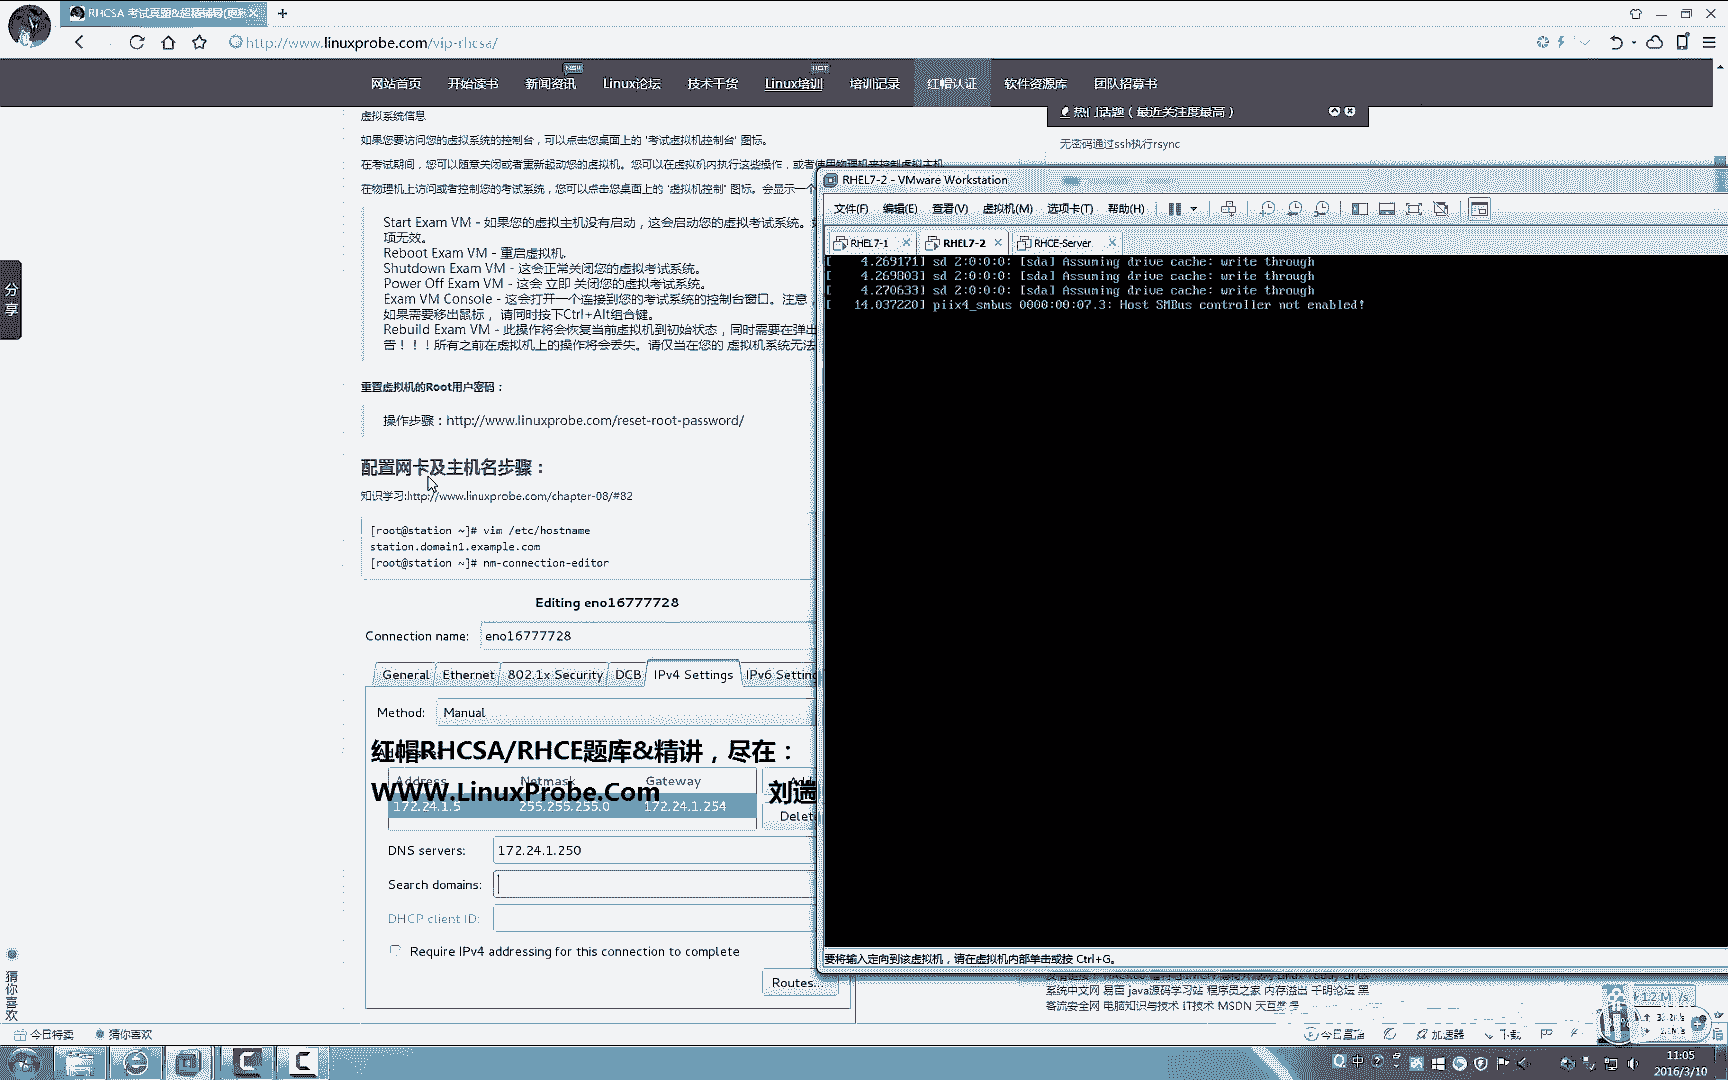 RHCSA 考试真题&超猛辅导(更新
http://www.linuxprobe.com/vip-rhcsa/
网站首页 开始读书 新闻资讯 NEW Linux论坛 技术干货 Linux培训 HOT 培训记录 红帽认证 软件资源库 团队招募书
虚拟系统信息
热门话题（最近关注度最高）
如果您要访问您的虚拟系统的控制台，可以点击您桌面上的 '考试虚拟机控制台' 图标。
无密码通过ssh执行rsync
在考试期间，您可以随意关闭或者重新起动您的虚拟机。您可以在虚拟机内执行这些操作，或者使用物理机来控制虚拟主机
在物理机上访问或者控制您的考试系统，您可以点击您桌面上的 '虚拟机控制' 图标。会显示一个
Start Exam VM - 如果您的虚拟主机没有启动，这会启动您的虚拟考试系统。
项无效。
Reboot Exam VM - 重启虚拟机.
Shutdown Exam VM - 这会正常关闭您的虚拟考试系统。
Power Off Exam VM - 这会 立即 关闭您的虚拟考试系统。
Exam VM Console - 这会打开一个连接到您的考试系统的控制台窗口。注意，
如果需要移出鼠标， 请同时按下Ctrl+Alt组合键。
Rebuild Exam VM - 此操作将会恢复当前虚拟机到初始状态，同时需要在弹出
告！！！所有之前在虚拟机上的操作将会丢失。请仅当在您的 虚拟机系统无法
重置虚拟机的Root用户密码：
操作步骤：http://www.linuxprobe.com/reset-root-password/
配置网卡及主机名步骤：
知识学习:http://www.linuxprobe.com/chapter-08/#82
[root@station ~]# vim /etc/hostname
station.domain1.example.com
[root@station ~]# nm-connection-editor
Editing eno16777728
Connection name: eno16777728
General Ethernet 802.1x Security DCB IPv4 Settings IPv6 Setting
Method: Manual
红帽RHCSA/RHCE题库&精讲，尽在：
Address Netmask Gateway
WWW.LinuxProbe.Com 刘遄
172.24.1.5 255.255.255.0 172.24.1.254
Delet
DNS servers: 172.24.1.250
Search domains:
DHCP client ID:
Require IPv4 addressing for this connection to complete
Routes...
RHEL7-2 - VMware Workstation
文件(F) 编辑(E) 查看(V) 虚拟机(M) 选项卡(T) 帮助(H)
RHEL7-1 RHEL7-2 RHCE-Server
[ 4.269171] sd 2:0:0:0: [sda] Assuming drive cache: write through
[ 4.269803] sd 2:0:0:0: [sda] Assuming drive cache: write through
[ 4.270633] sd 2:0:0:0: [sda] Assuming drive cache: write through
[ 14.037220] piix4_smbus 0000:00:07.3: Host SMBus controller not enabled!
要将输入定向到该虚拟机，请在虚拟机内部单击或按 Ctrl+G。
系统中文网 易百 java源码学习站 程序员之家 内存溢出 千明论坛 黑
客流安全网 电脑知识与技术 IT技术 MSDN
分享
猜你喜欢
今日特卖 猜你喜欢
今日直播 加速器 下载
11:05
2016/3/10